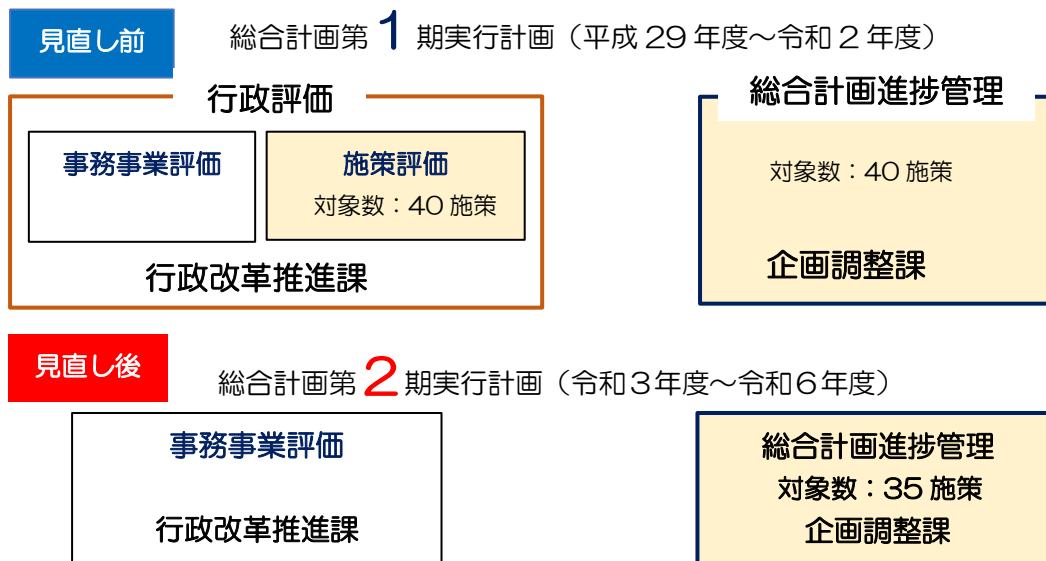 見直し前
総合計画第1期実行計画（平成29年度～令和2年度）
行政評価
事務事業評価
施策評価
対象数：40施策
行政改革推進課
総合計画進捗管理
対象数：40施策
企画調整課
見直し後
総合計画第2期実行計画（令和３年度～令和６年度）
事務事業評価
行政改革推進課
総合計画進捗管理
対象数：35施策
企画調整課